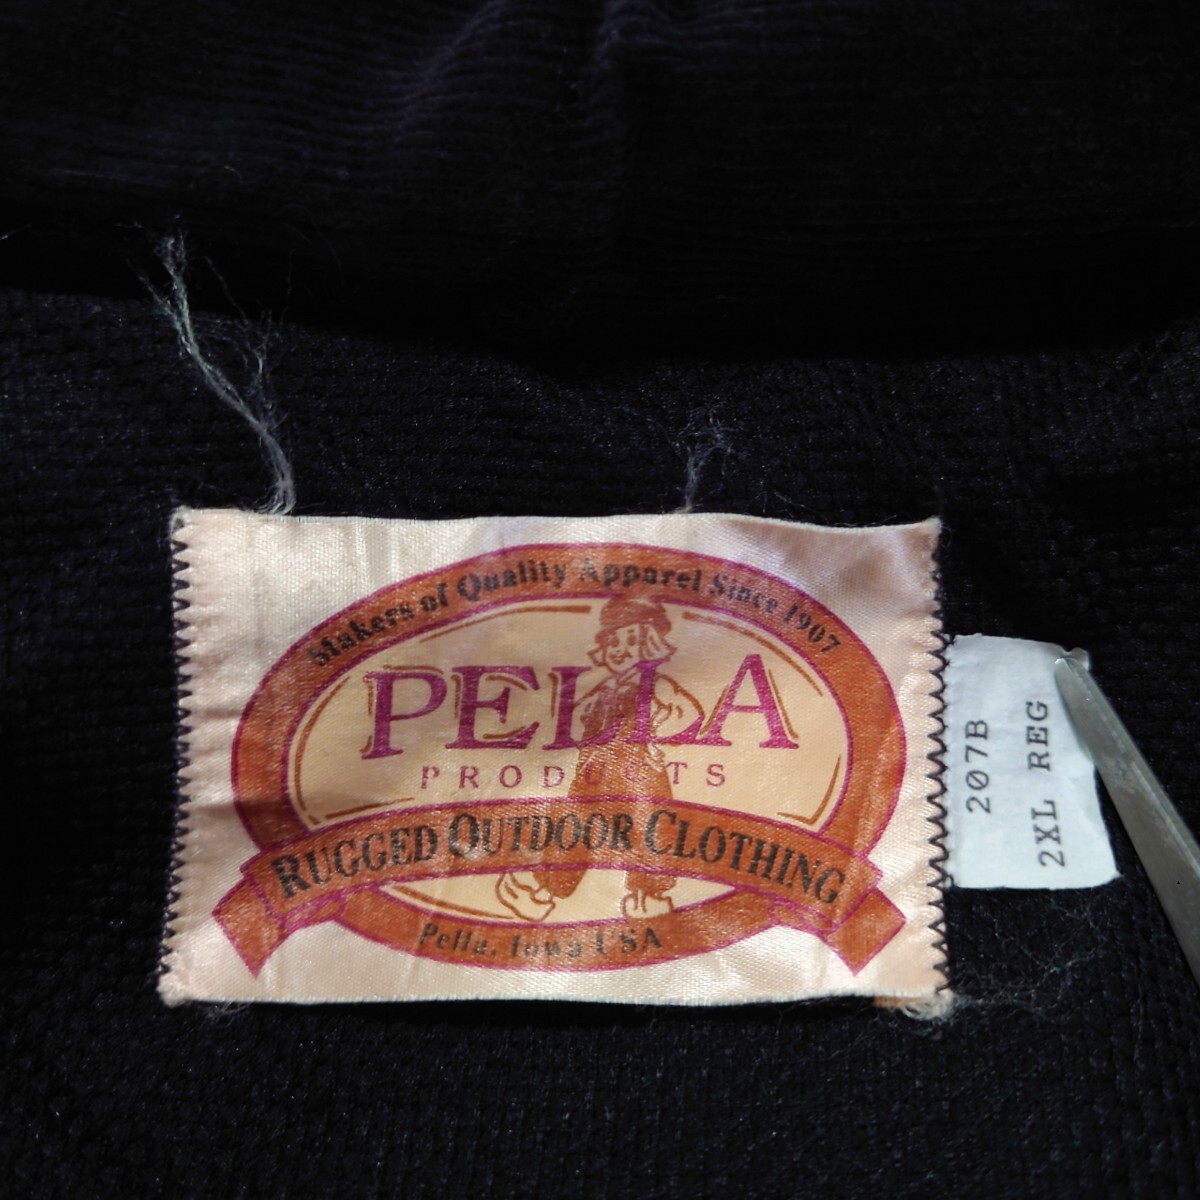 Makers of Quality Apparel Since 1907
PELLA
PRODUCTS
RUGGED OUTDOOR CLOTHING
Pella, Iowa USA
207B
2XL REG